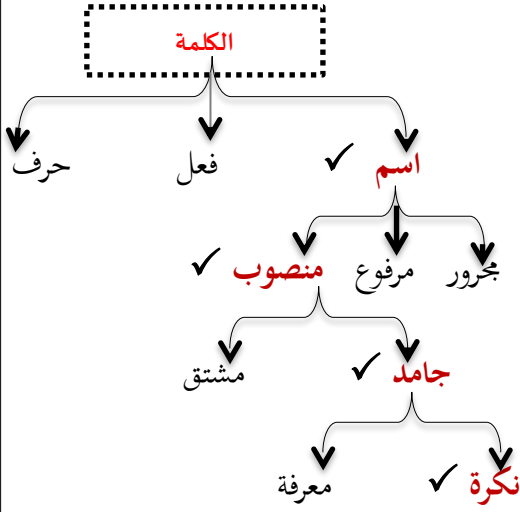 الكلمة
اسم ✓ فعل حرف
مجرور مرفوع منصوب ✓
جامد ✓ مشتق
نكرة ✓ معرفة